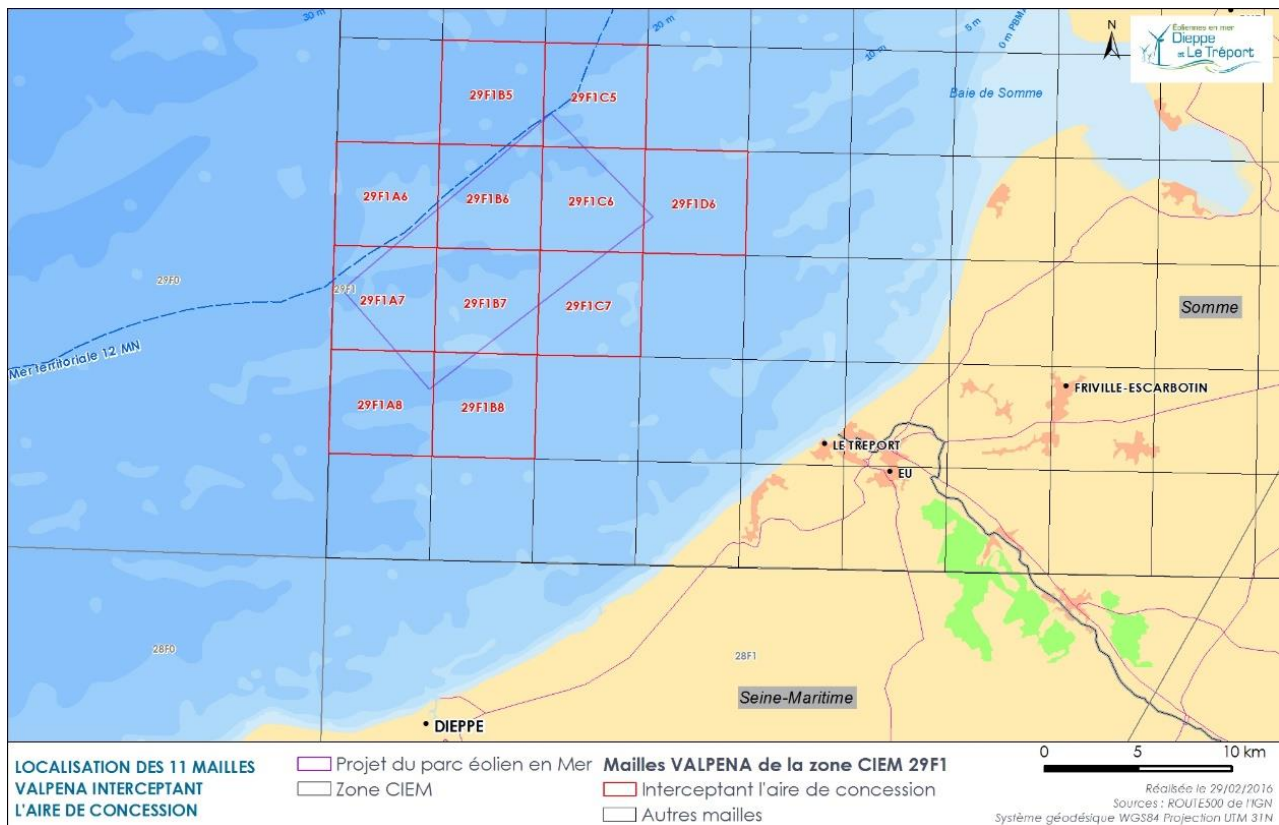 30 m
20 m
5 m
0 m PBMA
10 m
N
Éoliennes en mer
Dieppe
et Le Tréport
Baie de Somme
29F1B5
29F1C5
29F1A6
29F1B6
29F1C6
29F1D6
29F0
29F1
29F1A7
29F1B7
29F1C7
Somme
Mer territoriale 12 MN
FRIVILLE-ESCARBOTIN
29F1A8
29F1B8
LE TRÉPORT
EU
28F0
28F1
Seine-Maritime
DIEPPE
LOCALISATION DES 11 MAILLES
VALPENA INTERCEPTANT
L'AIRE DE CONCESSION
Projet du parc éolien en Mer
Zone CIEM
Mailles VALPENA de la zone CIEM 29F1
Interceptant l'aire de concession
Autres mailles
0 5 10 km
Réalisée le 29/02/2016
Sources : ROUTE500 de l'IGN
Système géodésique WGS84 Projection UTM 31N